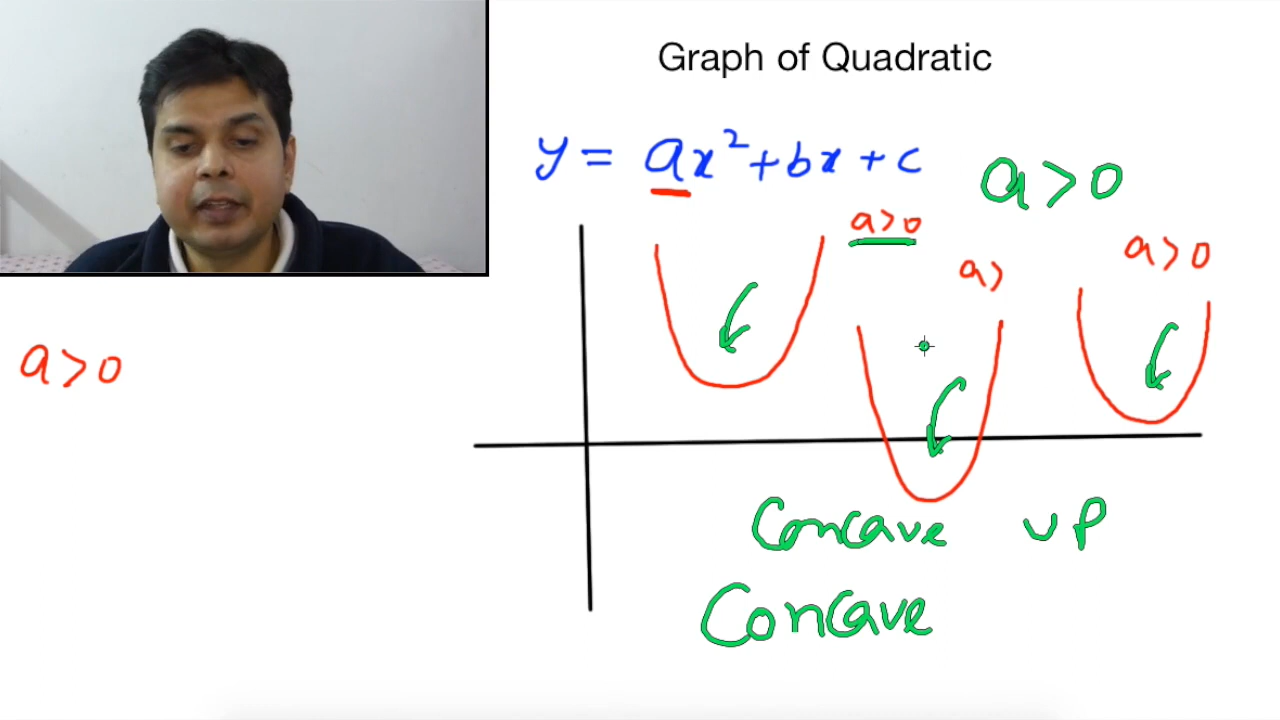 Graph of Quadratic
y = ax²+bx+c
a>0
a>0
a>0
a>
a>0
Concave up
Concave